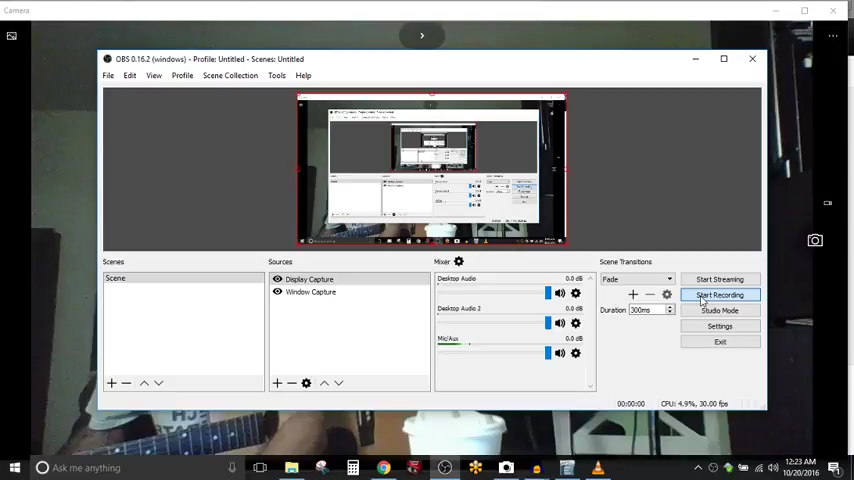 Camera
OBS 0.16.2 (windows) - Profile: Untitled - Scenes: Untitled
File Edit View Profile Scene Collection Tools Help
Scenes Sources Mixer Scene Transitions
Scene
Display Capture
Window Capture
Desktop Audio 0.0 dB
Desktop Audio 2 0.0 dB
Mic/Aux 0.0 dB
Fade
Duration 300ms
Start Streaming
Start Recording
Studio Mode
Settings
Exit
00:00:00 CPU: 4.9%, 30.00 fps
Ask me anything
12:23 AM
10/20/2016